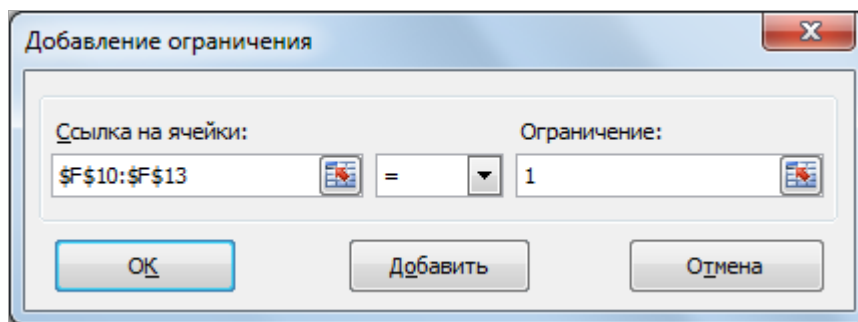 Добавление ограничения
Ссылка на ячейки: Ограничение:
$F$10:$F$13 = 1
ОК Добавить Отмена